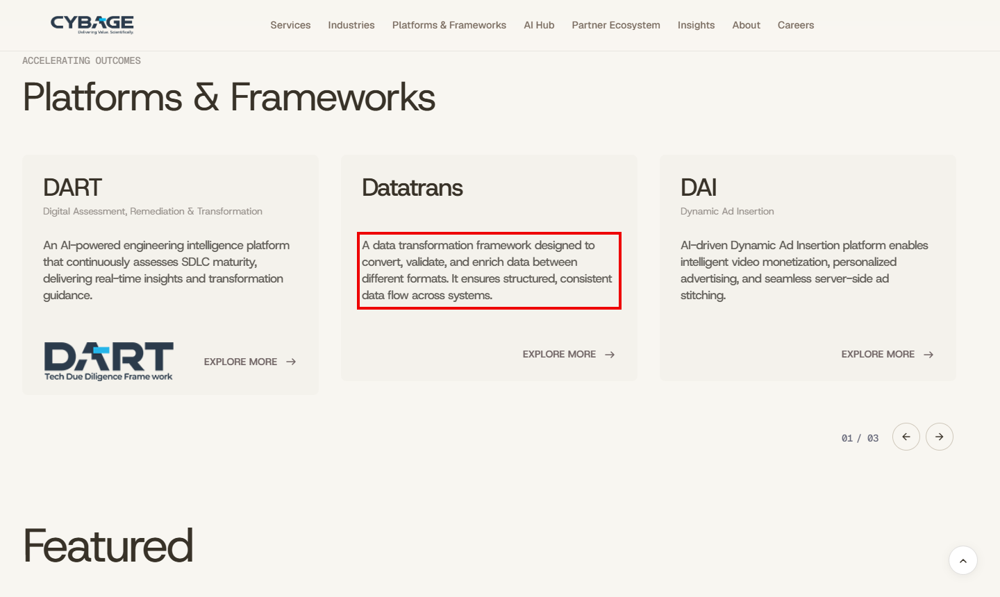 CYBAGE
Delivering Value. Scientifically.
Services Industries Platforms & Frameworks AI Hub Partner Ecosystem Insights About Careers
ACCELERATING OUTCOMES
Platforms & Frameworks
DART
Digital Assessment, Remediation & Transformation
An AI-powered engineering intelligence platform
that continuously assesses SDLC maturity,
delivering real-time insights and transformation
guidance.
DART
Tech Due Diligence Frame work
EXPLORE MORE
Datatrans
A data transformation framework designed to
convert, validate, and enrich data between
different formats. It ensures structured, consistent
data flow across systems.
EXPLORE MORE
DAI
Dynamic Ad Insertion
AI-driven Dynamic Ad Insertion platform enables
intelligent video monetization, personalized
advertising, and seamless server-side ad
stitching.
EXPLORE MORE
01 / 03
Featured